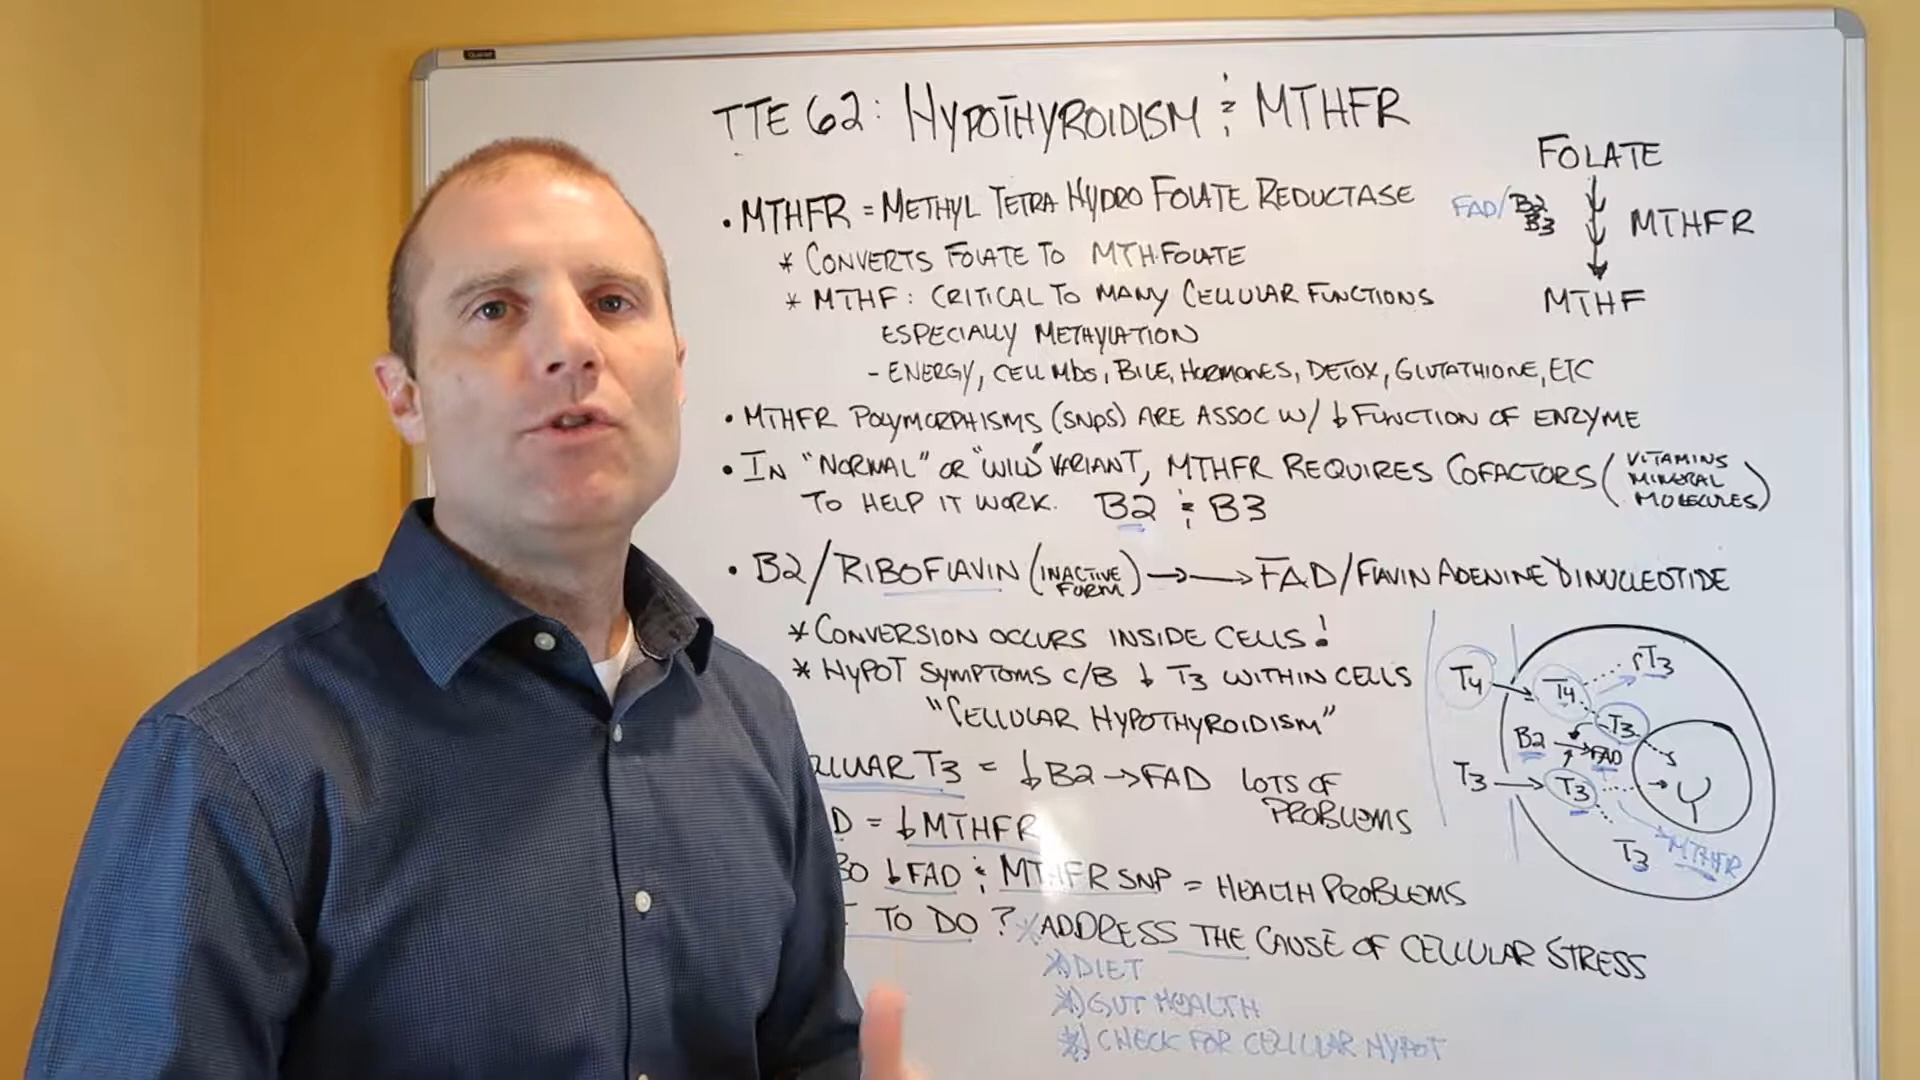 TTE 62: HYPOTHYROIDISM & MTHFR
• MTHFR = METHYL TETRA HYDRO FOLATE REDUCTASE
* CONVERTS FOLATE TO MTHFOLATE
* MTHF: CRITICAL TO MANY CELLULAR FUNCTIONS
ESPECIALLY METHYLATION
- ENERGY, CELL MBS, BILE, HORMONES, DETOX, GLUTATHIONE, ETC
FOLATE
FAD/B2
B3
MTHFR
MTHF
• MTHFR POLYMORPHISMS (SNPS) ARE ASSOC W/ ↓ FUNCTION OF ENZYME
• IN "NORMAL" OR "WILD" VARIANT, MTHFR REQUIRES COFACTORS (VITAMINS
MINERAL
MOLECULES)
TO HELP IT WORK. B2 & B3
• B2/RIBOFLAVIN (INACTIVE
FORM) →→ FAD/FLAVIN ADENINE DINUCLEOTIDE
* CONVERSION OCCURS INSIDE CELLS!
* HYPOT SYMPTOMS C/B ↓ T3 WITHIN CELLS
"CELLULAR HYPOTHYROIDISM"
T4 → T4 rT3
T3
B2 → FAD
T3 → T3
T3 MTHFR
T3 = ↓ B2 → FAD LOTS OF
PROBLEMS
D = ↓ MTHFR
↓ FAD & MTHFR SNP = HEALTH PROBLEMS
TO DO? * ADDRESS THE CAUSE OF CELLULAR STRESS
* DIET
* GUT HEALTH
* CHECK FOR CELLULAR HYPOT